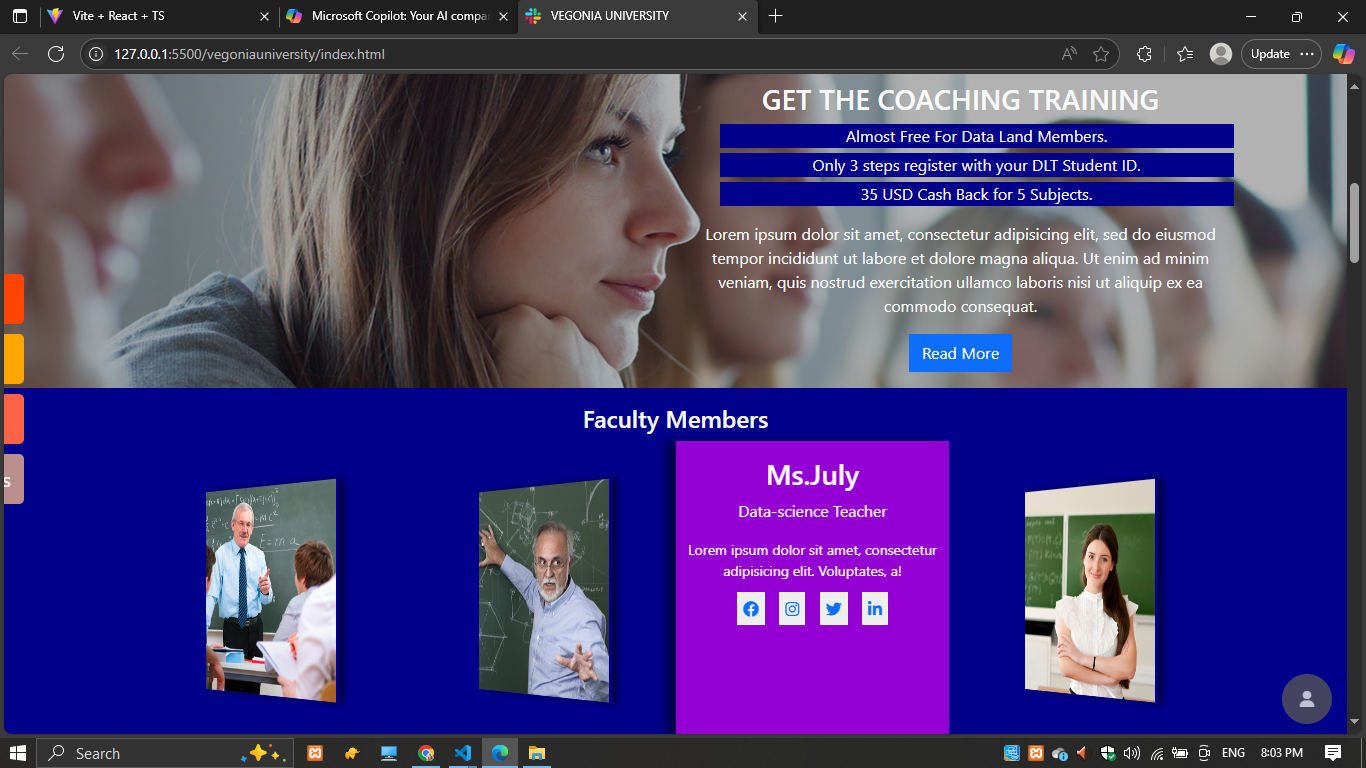 Vite + React + TS
Microsoft Copilot: Your AI compa
VEGONIA UNIVERSITY
127.0.0.1:5500/vegoniauniversity/index.html
Update
GET THE COACHING TRAINING
Almost Free For Data Land Members.
Only 3 steps register with your DLT Student ID.
35 USD Cash Back for 5 Subjects.
Lorem ipsum dolor sit amet, consectetur adipisicing elit, sed do eiusmod
tempor incididunt ut labore et dolore magna aliqua. Ut enim ad minim
veniam, quis nostrud exercitation ullamco laboris nisi ut aliquip ex ea
commodo consequat.
Read More
s
Faculty Members
Ms.July
Data-science Teacher
Lorem ipsum dolor sit amet, consectetur
adipisicing elit. Voluptates, a!
Search
ENG
8:03 PM